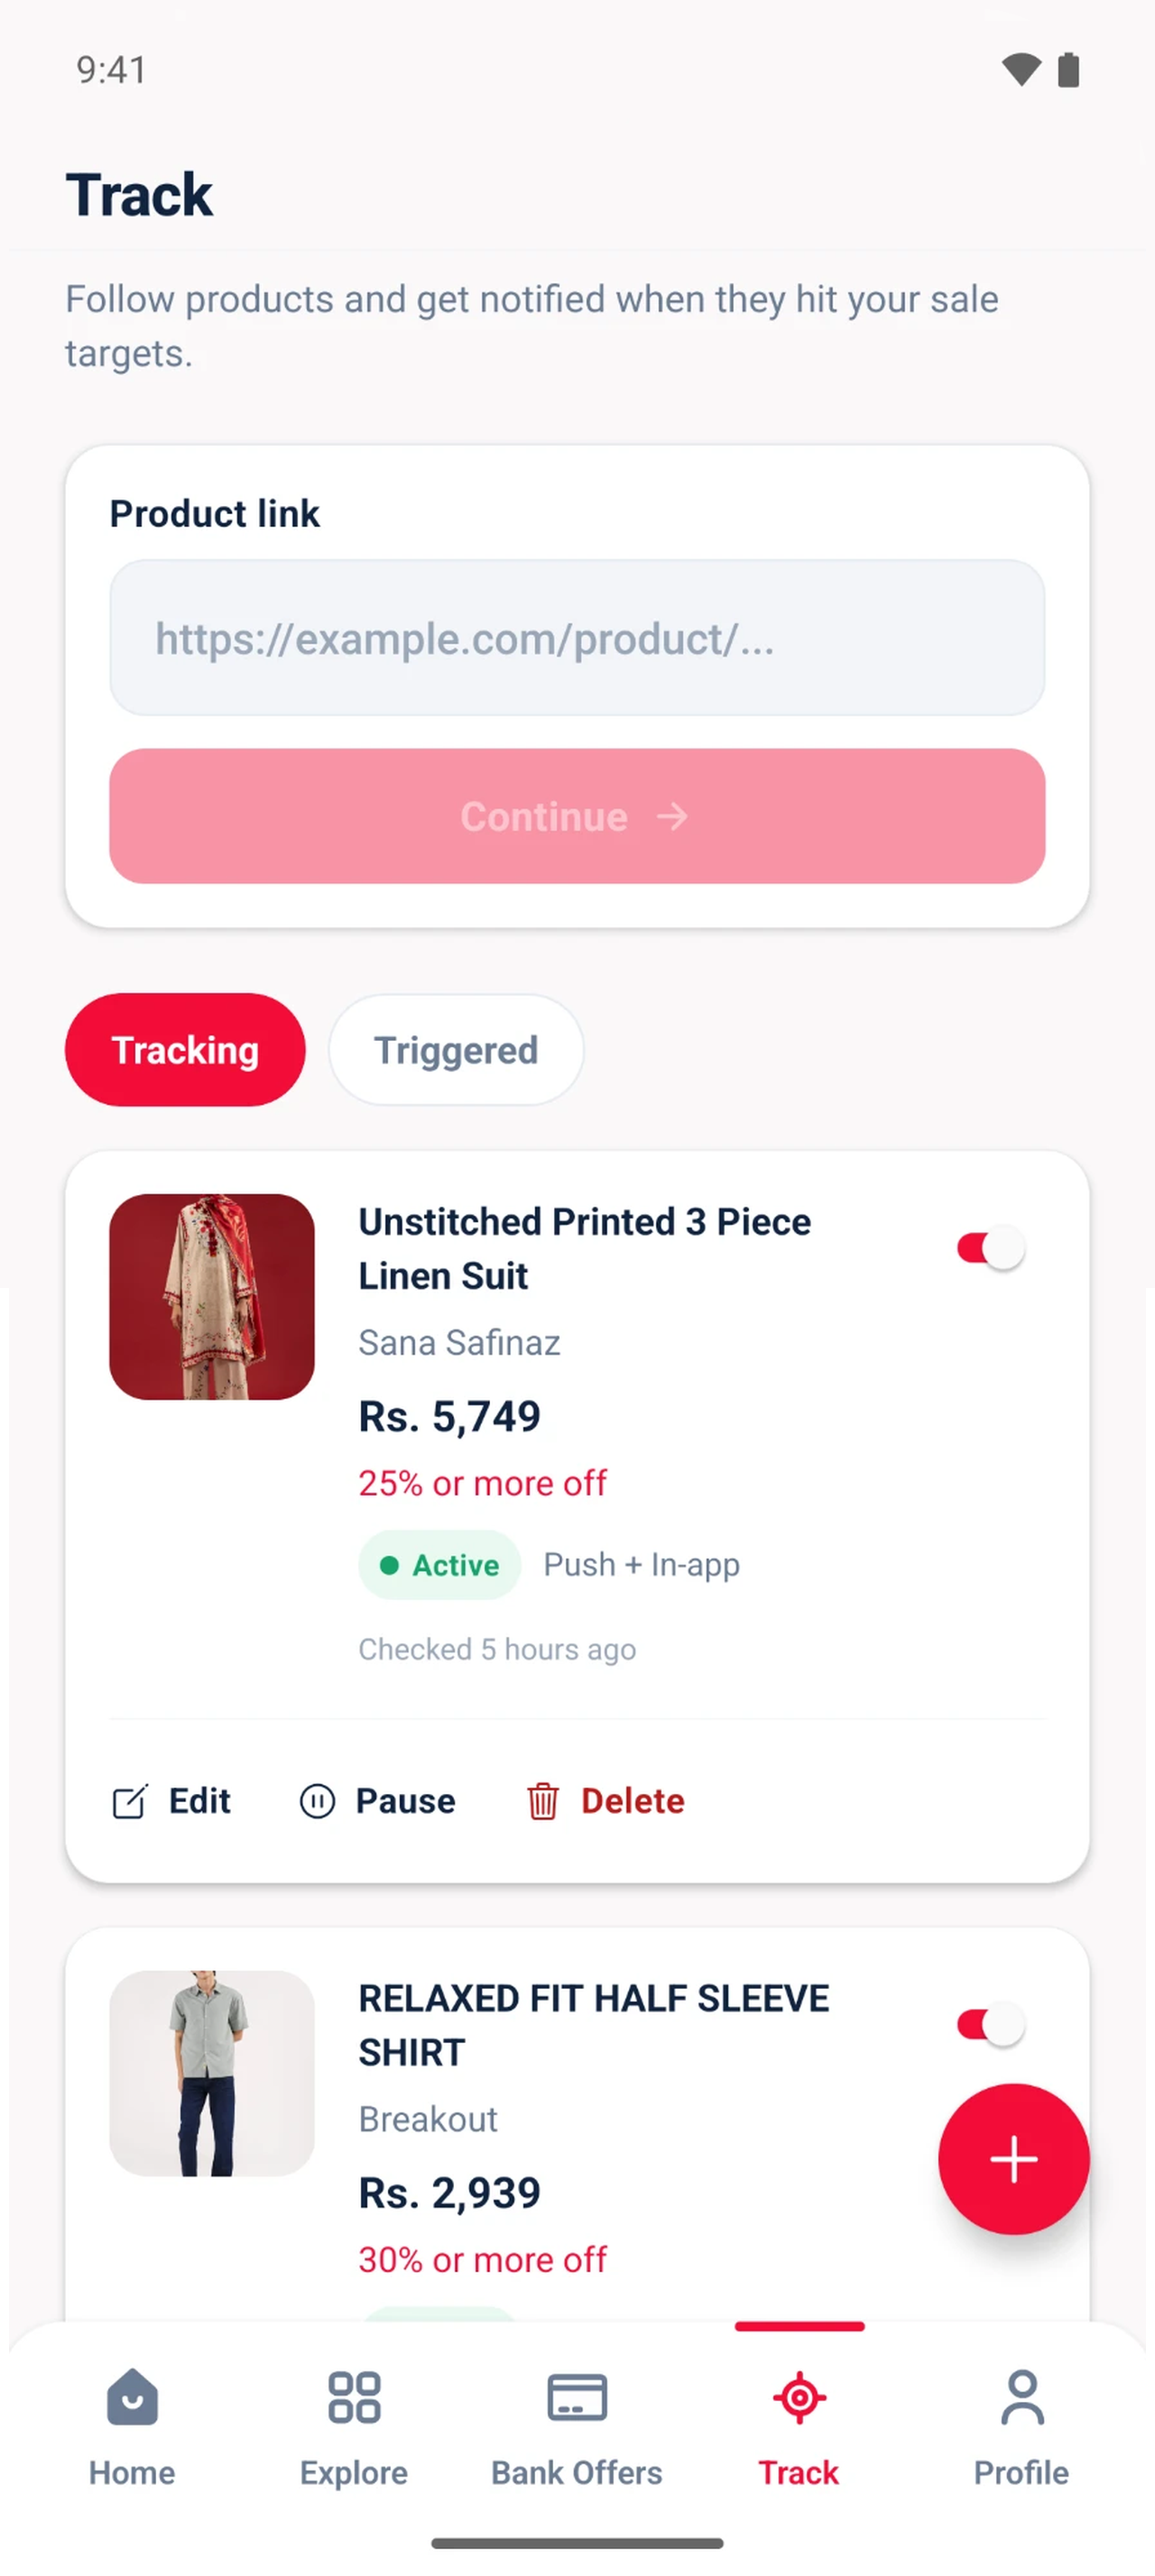 9:41
Track
Follow products and get notified when they hit your sale
targets.
Product link
https://example.com/product/...
Continue →
Tracking
Triggered
Unstitched Printed 3 Piece
Linen Suit
Sana Safinaz
Rs. 5,749
25% or more off
Active
Push + In-app
Checked 5 hours ago
Edit
Pause
Delete
RELAXED FIT HALF SLEEVE
SHIRT
Breakout
Rs. 2,939
30% or more off
Home
Explore
Bank Offers
Track
Profile